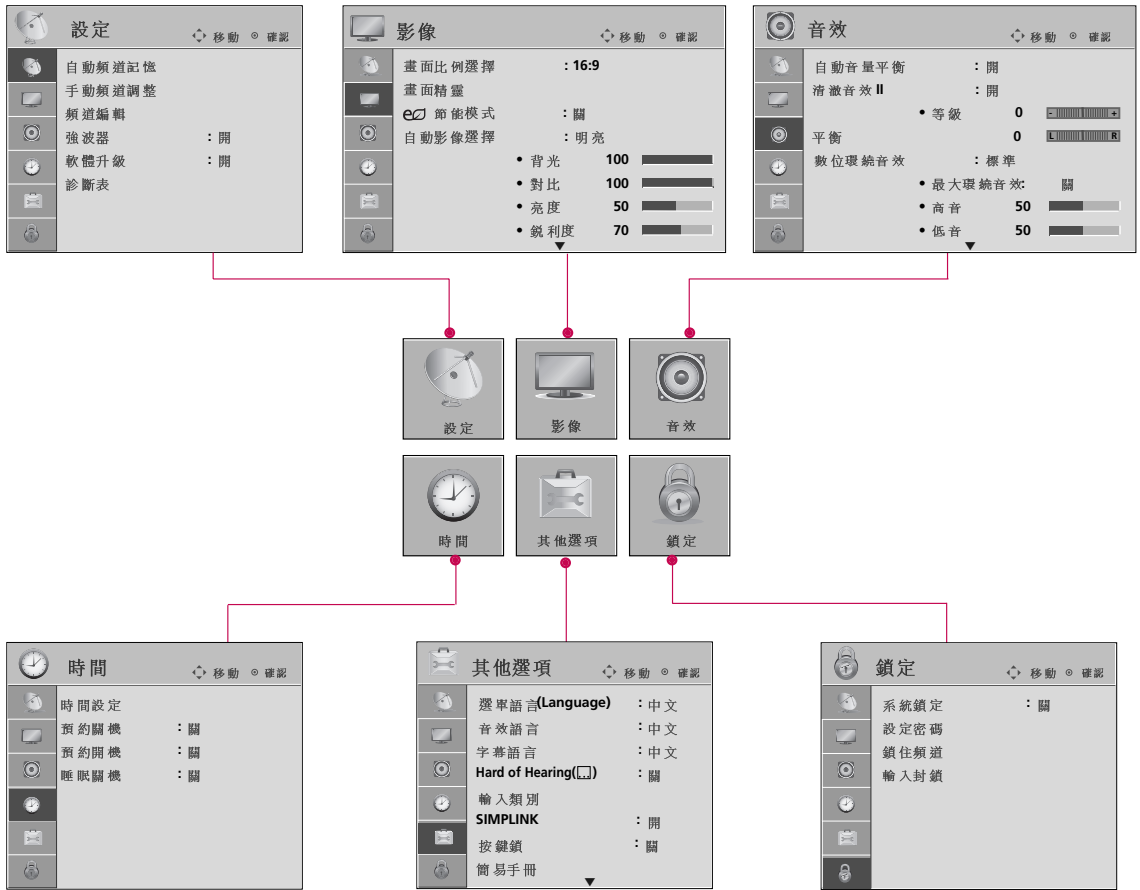 設定
移動 ◉ 確認
自動頻道記憶
手動頻道調整
頻道編輯
強波器 : 開
軟體升級 : 開
診斷表
影像
移動 ◉ 確認
畫面比例選擇 : 16:9
畫面精靈
節能模式 : 關
自動影像選擇 : 明亮
• 背光 100
• 對比 100
• 亮度 50
• 銳利度 70
▼
音效
移動 ◉ 確認
自動音量平衡 : 開
清澈音效 II : 開
• 等級 0 - +
平衡 0 L R
數位環繞音效 : 標準
• 最大環繞音效: 關
• 高音 50
• 低音 50
▼
設定
影像
音效
時間
其他選項
鎖定
時間
移動 ◉ 確認
時間設定
預約關機 : 關
預約開機 : 關
睡眠關機 : 關
其他選項
移動 ◉ 確認
選單語言(Language) : 中文
音效語言 : 中文
字幕語言 : 中文
Hard of Hearing( ) : 關
輸入類別
SIMPLINK : 開
按鍵鎖 : 關
簡易手冊
▼
鎖定
移動 ◉ 確認
系統鎖定 : 關
設定密碼
鎖住頻道
輸入封鎖